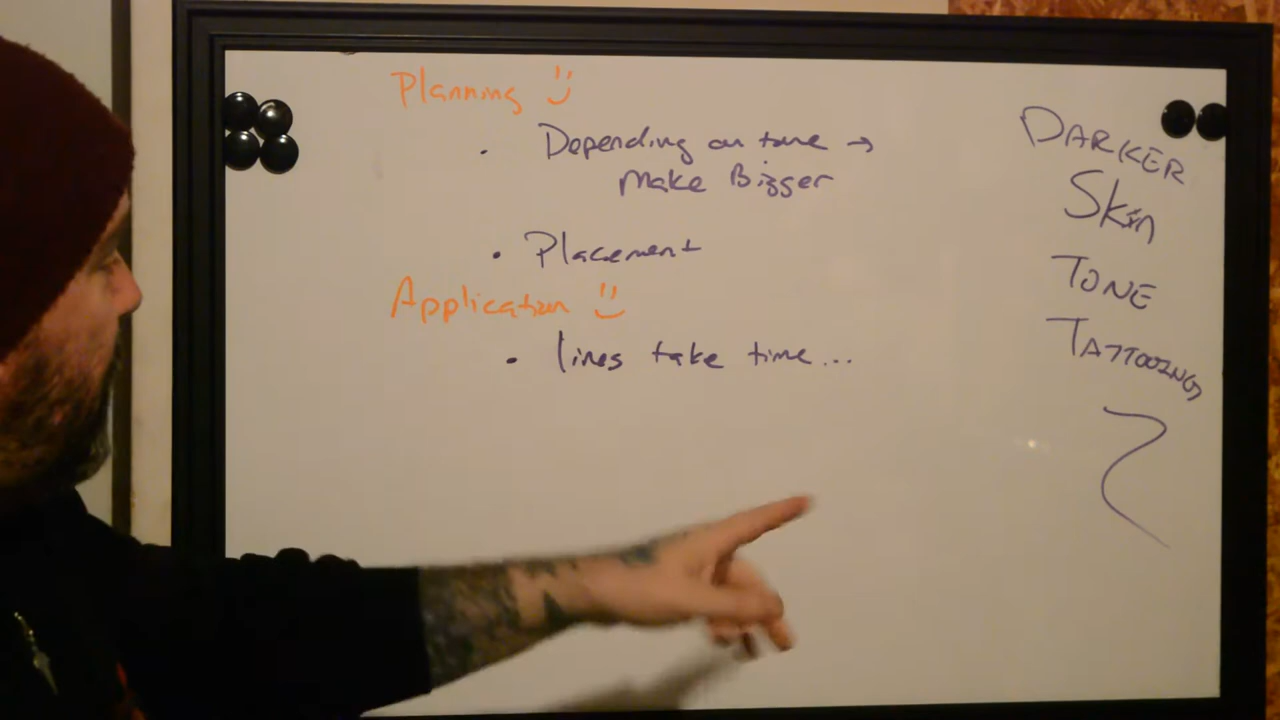 Planning
• Depending on tone →
Make Bigger
• Placement
Application
• lines take time...
DARKER
Skin
TONE
TATTOOING